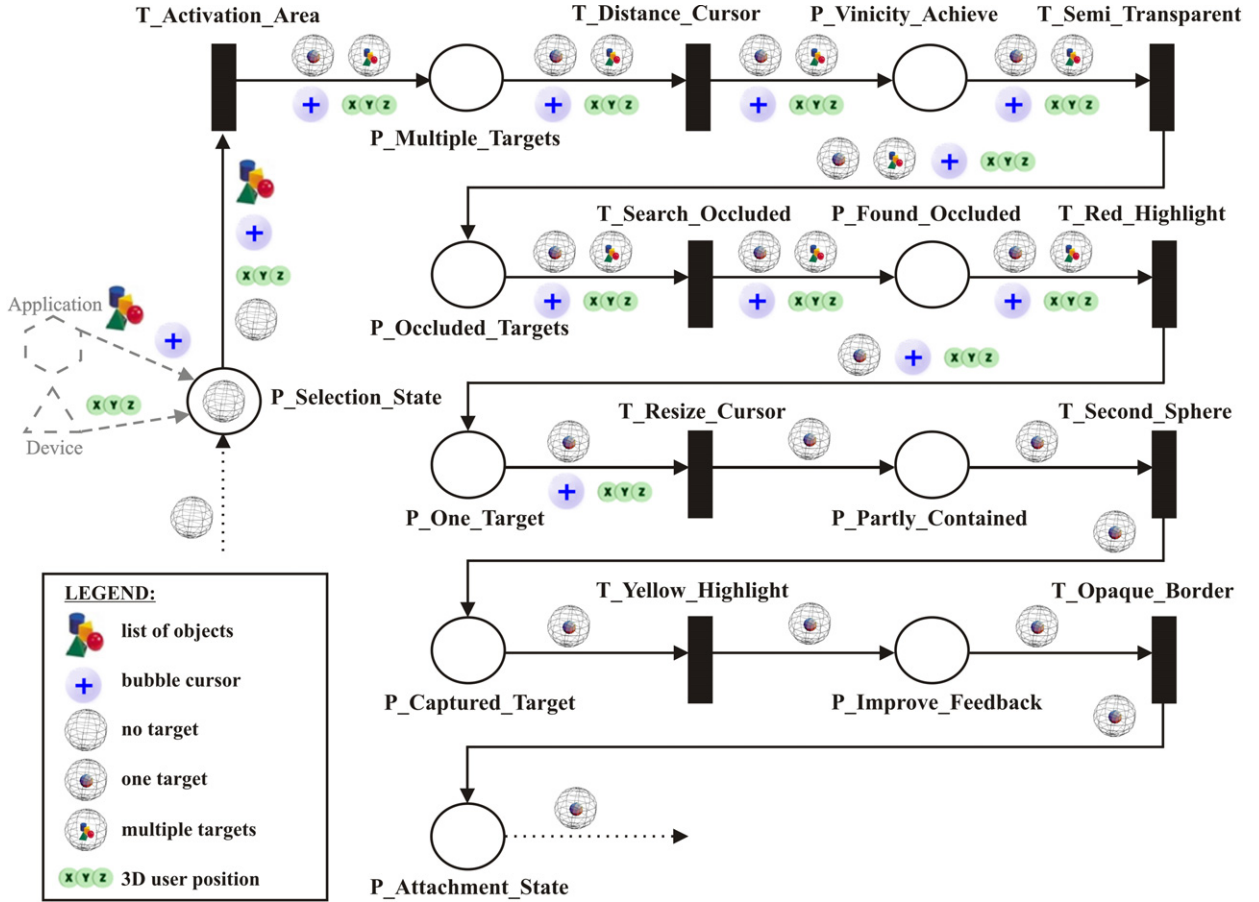 T_Activation_Area
T_Distance_Cursor
P_Vinicity_Achieve
T_Semi_Transparent
X Y Z
X Y Z
X Y Z
X Y Z
P_Multiple_Targets
X Y Z
T_Search_Occluded
P_Found_Occluded
T_Red_Highlight
X Y Z
Application
X Y Z
X Y Z
X Y Z
P_Occluded_Targets
X Y Z
P_Selection_State
X Y Z
Device
T_Resize_Cursor
T_Second_Sphere
X Y Z
P_One_Target
P_Partly_Contained
LEGEND:
list of objects
bubble cursor
no target
one target
multiple targets
X Y Z 3D user position
T_Yellow_Highlight
T_Opaque_Border
P_Captured_Target
P_Improve_Feedback
P_Attachment_State